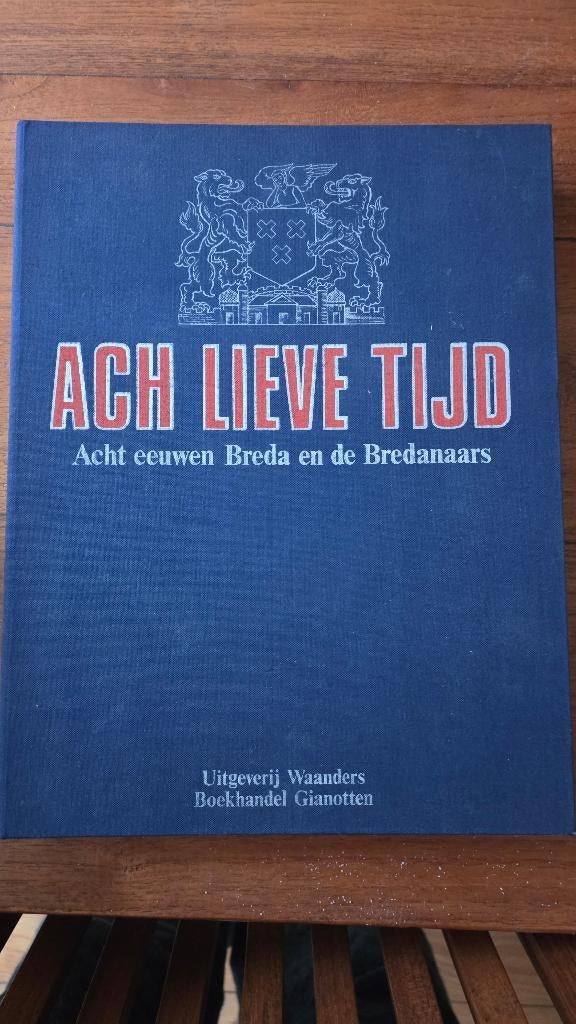 ACH LIEVE TIJD
Acht eeuwen Breda en de Bredanaars
Uitgeverij Waanders
Boekhandel Gianotten